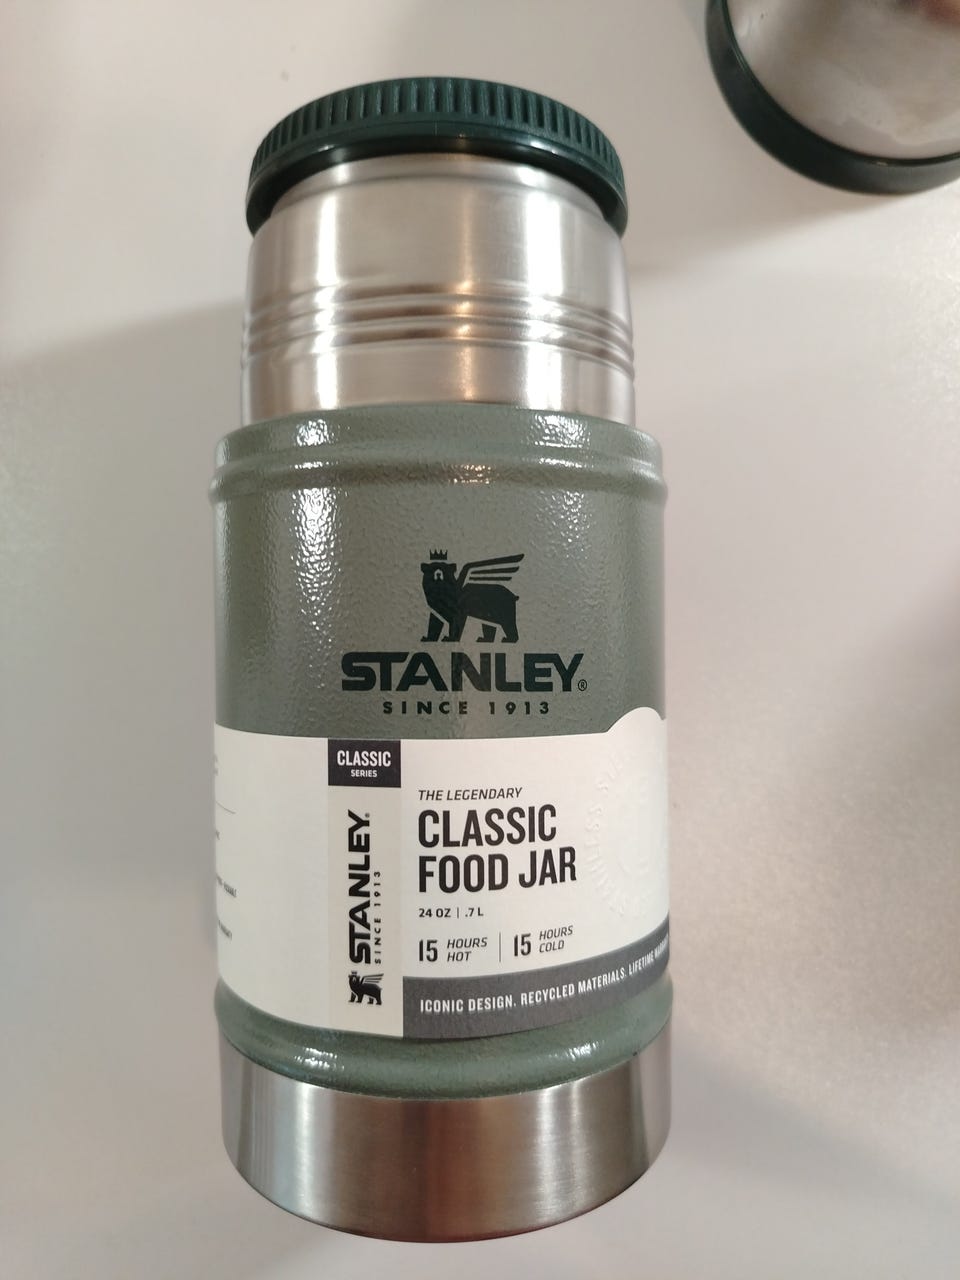 STANLEY®
SINCE 1913
CLASSIC
SERIES
STANLEY®
SINCE 1913
THE LEGENDARY
CLASSIC
FOOD JAR
24 OZ | .7 L
15 HOURS HOT | 15 HOURS COLD
ICONIC DESIGN. RECYCLED MATERIALS. LIFETIME